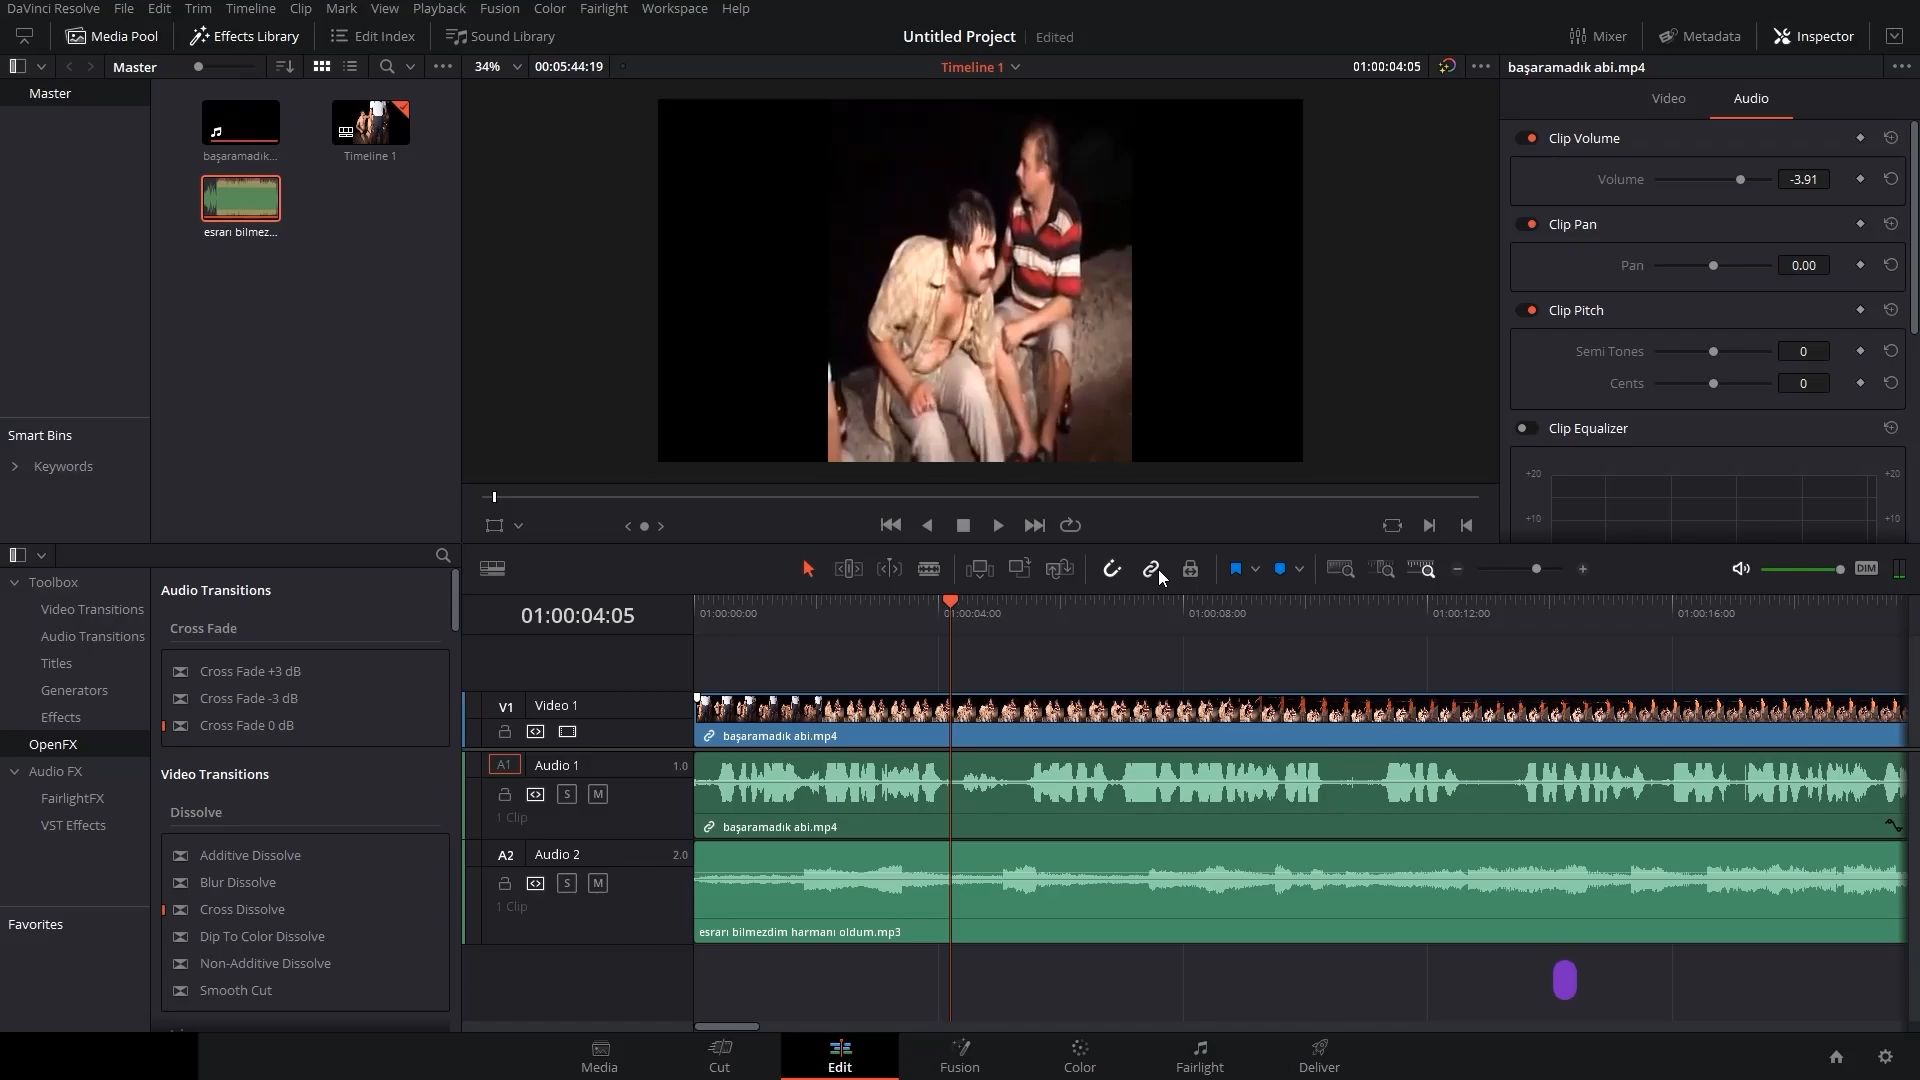 DaVinci Resolve File Edit Trim Timeline Clip Mark View Playback Fusion Color Fairlight Workspace Help
Media Pool Effects Library Edit Index Sound Library Untitled Project Edited Mixer Metadata Inspector
Master 34% 00:05:44:19 Timeline 1 01:00:04:05 başaramadık abi.mp4
Master
Video Audio
Clip Volume
başaramadık... Timeline 1
Volume -3.91
Clip Pan
esrarı bilmez...
Pan 0.00
Clip Pitch
Semi Tones 0
Cents 0
Smart Bins
Clip Equalizer
Keywords
+20 +20
+10 +10
Toolbox
Video Transitions
Audio Transitions
Titles
Generators
Effects
OpenFX
Audio FX
FairlightFX
VST Effects
Favorites
Audio Transitions
Cross Fade
Cross Fade +3 dB
Cross Fade -3 dB
Cross Fade 0 dB
Video Transitions
Dissolve
Additive Dissolve
Blur Dissolve
Cross Dissolve
Dip To Color Dissolve
Non-Additive Dissolve
Smooth Cut
DIM
01:00:04:05
01:00:00:00 01:00:04:00 01:00:08:00 01:00:12:00 01:00:16:00
V1 Video 1
başaramadık abi.mp4
A1 Audio 1 1.0
S M
1 Clip
başaramadık abi.mp4
A2 Audio 2 2.0
S M
1 Clip
esrarı bilmezdim harmanı oldum.mp3
Media Cut Edit Fusion Color Fairlight Deliver